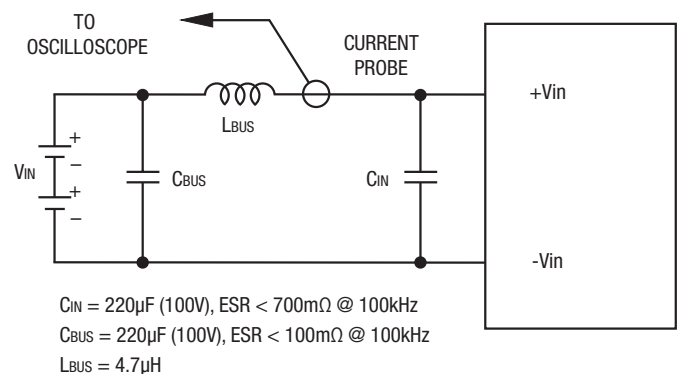 TO
OSCILLOSCOPE
CURRENT
PROBE
+Vin
LBUS
+
VIN
−
+
−
CBUS
CIN
-Vin
CIN = 220µF (100V), ESR < 700mΩ @ 100kHz
CBUS = 220µF (100V), ESR < 100mΩ @ 100kHz
LBUS = 4.7µH